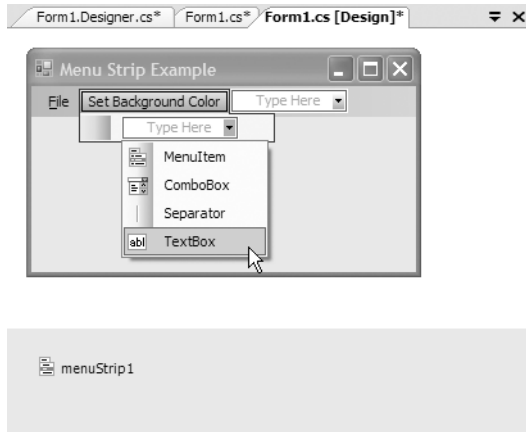 Form1.Designer.cs* Form1.cs* Form1.cs [Design]*
Menu Strip Example
File Set Background Color Type Here
Type Here
MenuItem
ComboBox
Separator
abl TextBox
menuStrip1